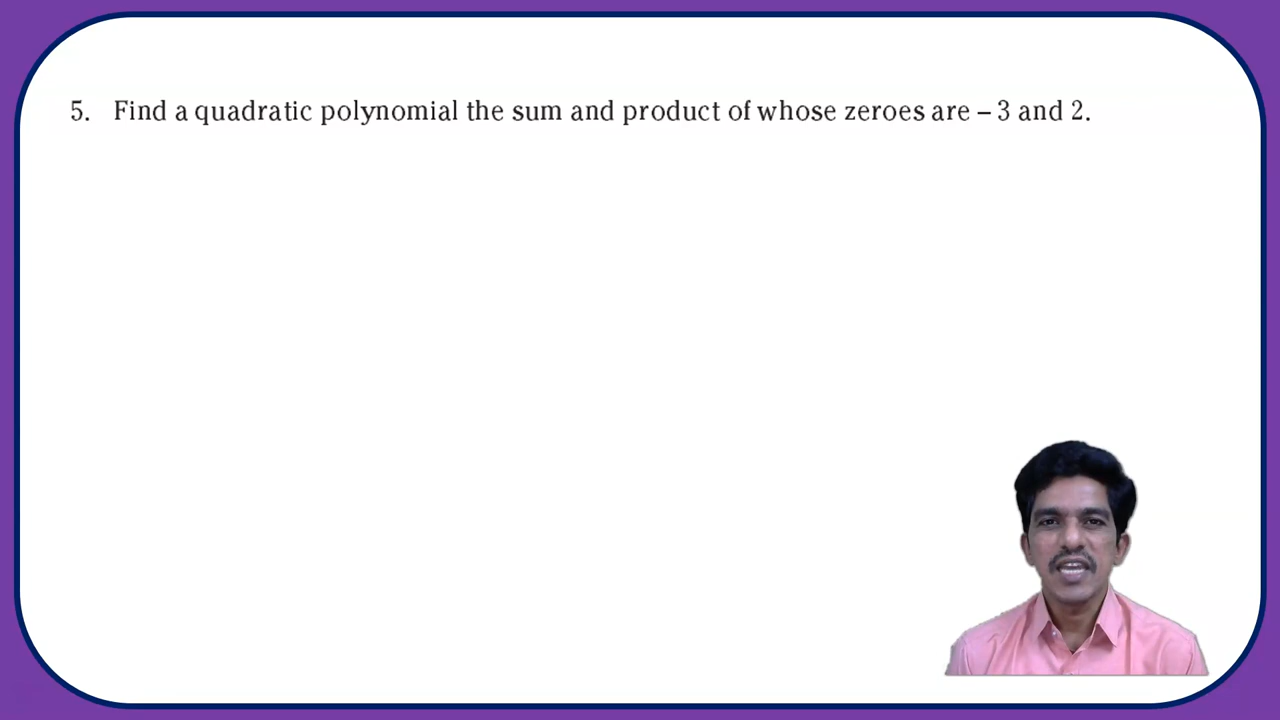 5. Find a quadratic polynomial the sum and product of whose zeroes are – 3 and 2.